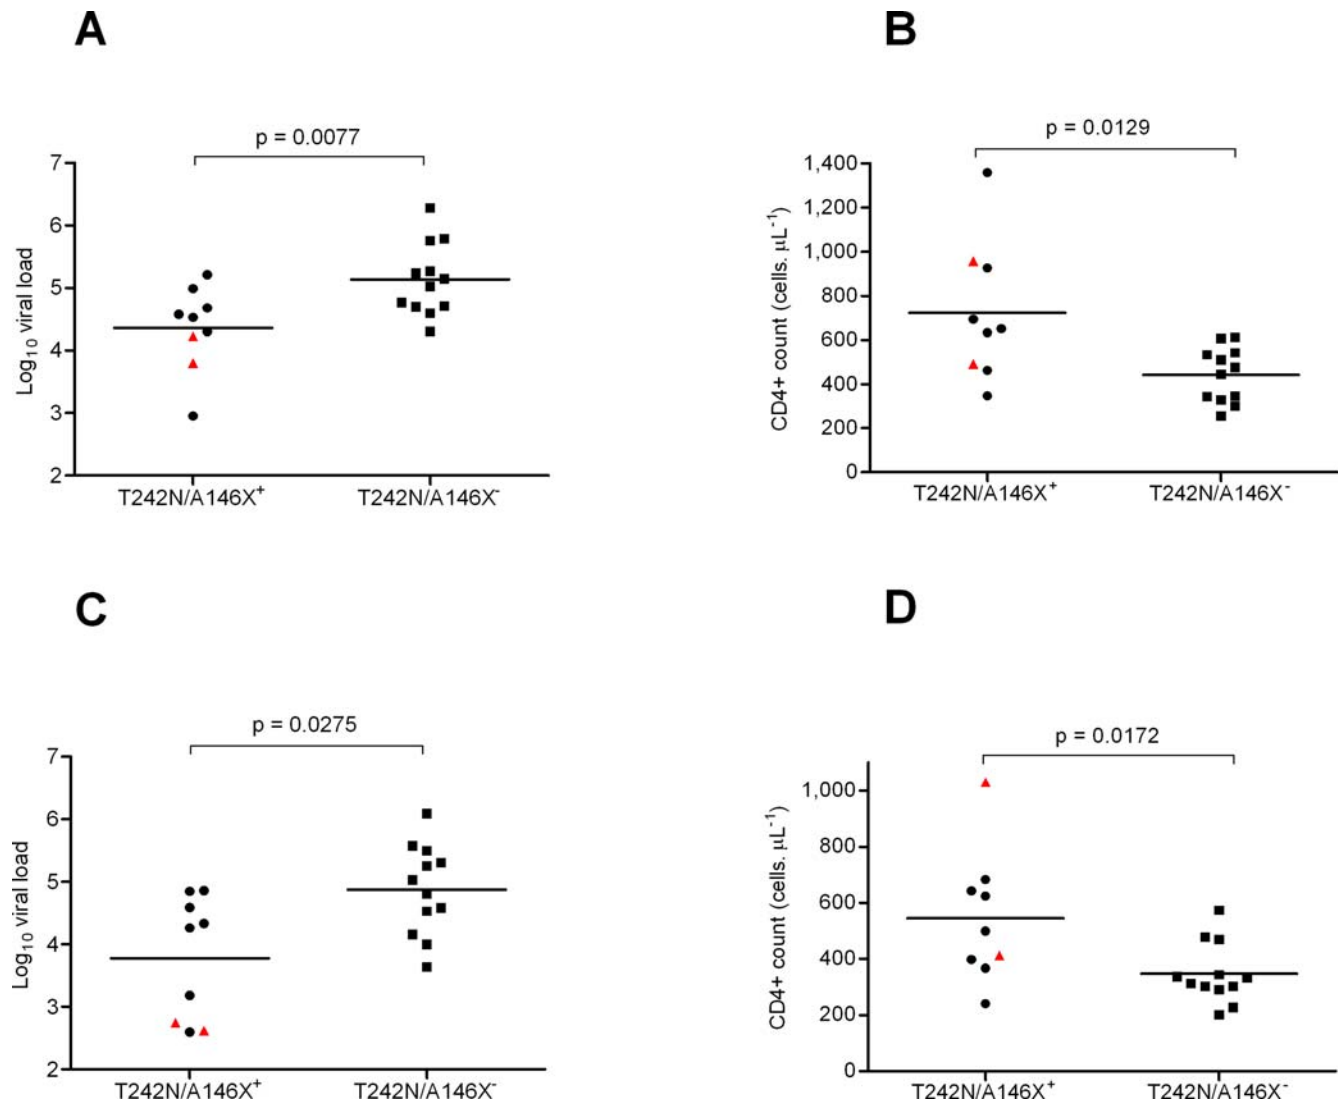 A
p = 0.0077
7
6
5
4
3
2
Log10 viral load
T242N/A146X+
T242N/A146X-
B
p = 0.0129
1,400
1,200
1,000
800
600
400
200
0
CD4+ count (cells. μL-1)
T242N/A146X+
T242N/A146X-
C
p = 0.0275
7
6
5
4
3
2
Log10 viral load
T242N/A146X+
T242N/A146X-
D
p = 0.0172
1,000
800
600
400
200
0
CD4+ count (cells. μL-1)
T242N/A146X+
T242N/A146X-